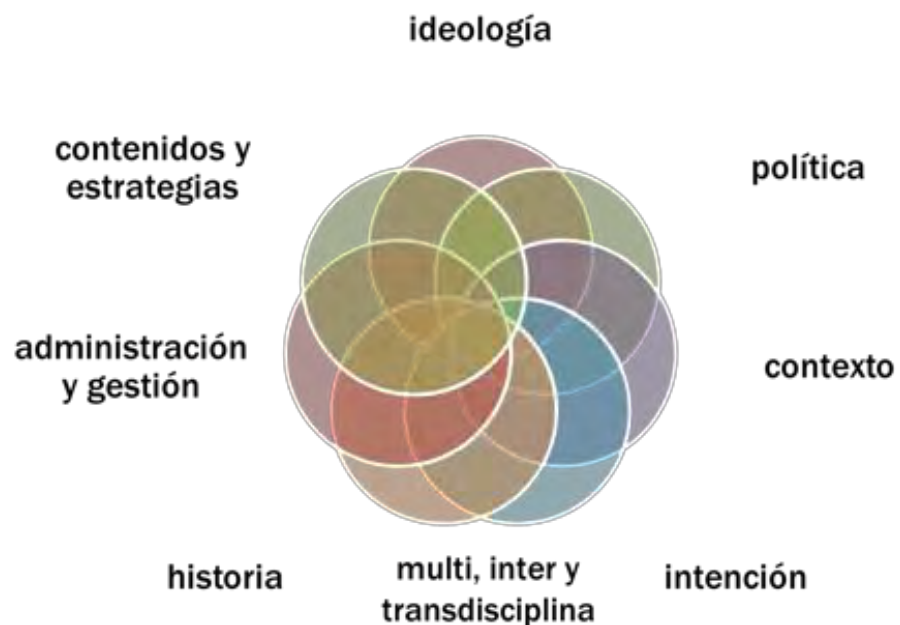 ideología
contenidos y
estrategias
política
administración
y gestión
contexto
historia
multi, inter y
transdisciplina
intención